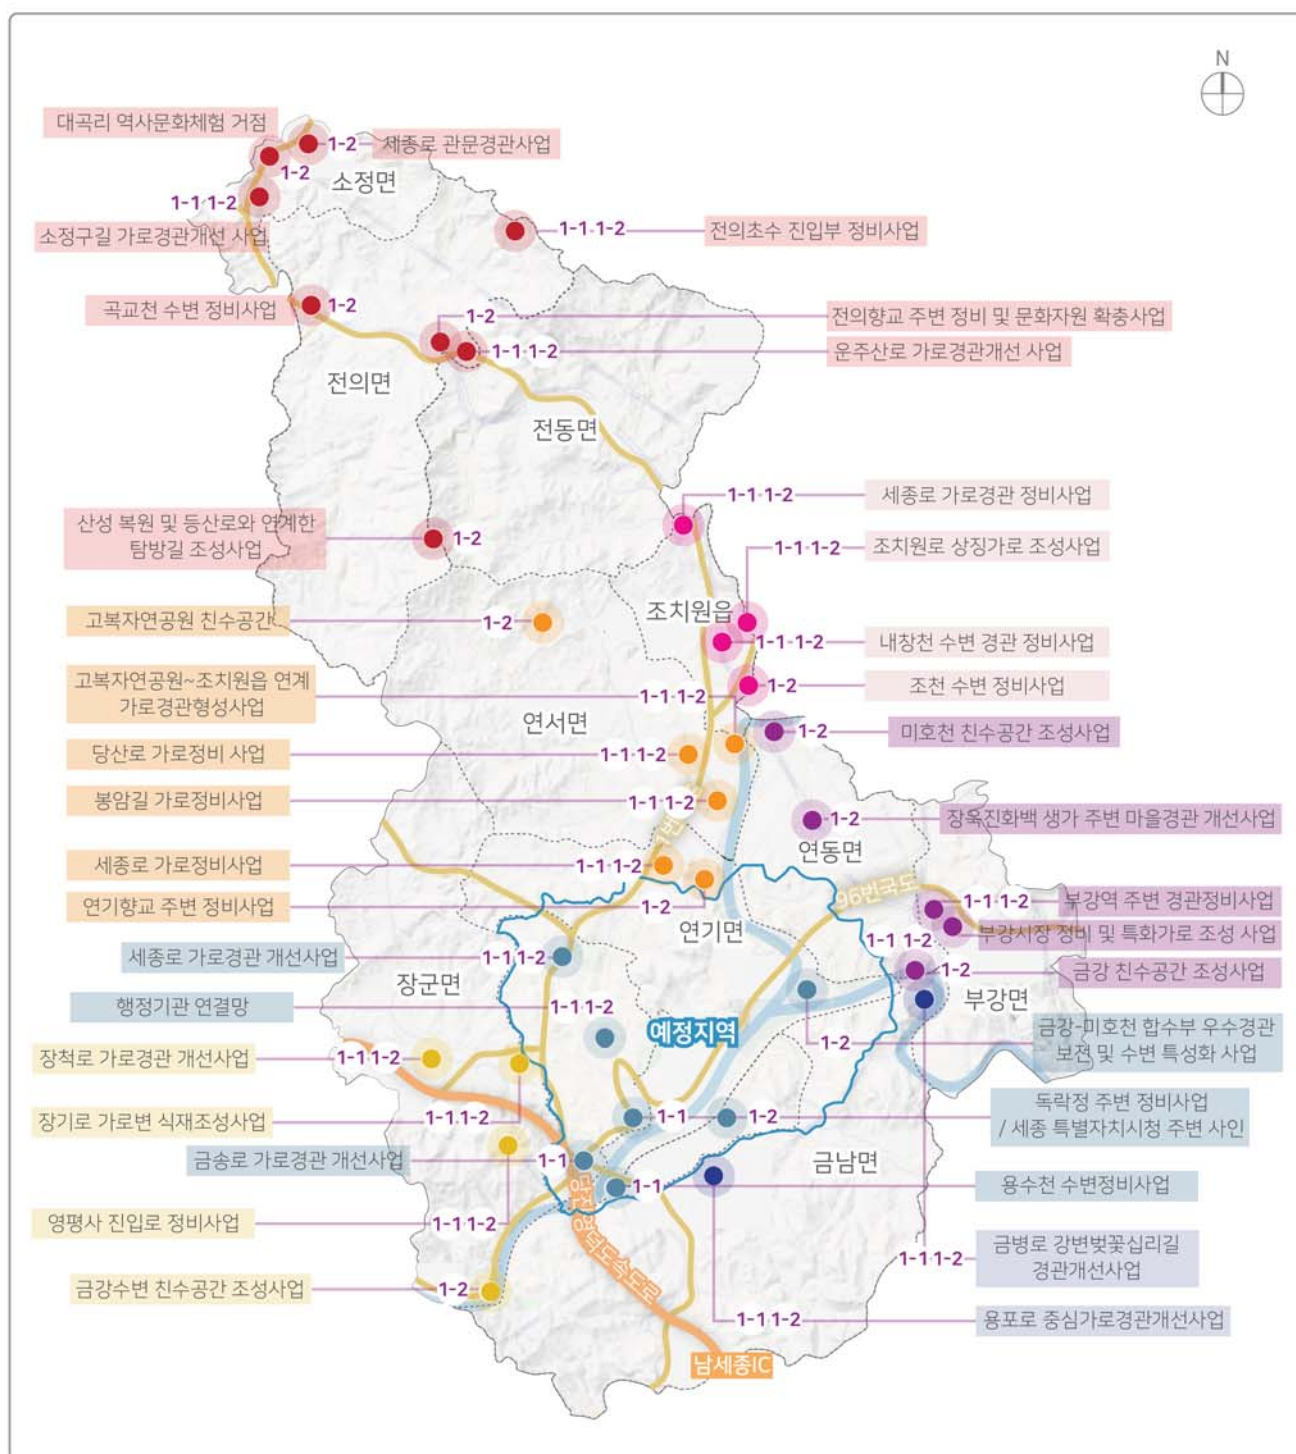 N
대곡리 역사문화체험 거점
1-2
세종로 관문경관사업
1-2
소정면
1-1 1-2
소정구길 가로경관개선 사업
1-1 1-2
전의초수 진입부 정비사업
곡교천 수변 정비사업
1-2
1-2
전의향교 주변 정비 및 문화자원 확충사업
1-1 1-2
운주산로 가로경관개선 사업
전의면
전동면
1-1 1-2
세종로 가로경관 정비사업
산성 복원 및 등산로와 연계한
탐방길 조성사업
1-2
1-1 1-2
조치원로 상징가로 조성사업
조치원읍
고복자연공원 친수공간
1-2
1-1 1-2
내창천 수변 경관 정비사업
고복자연공원~조치원읍 연계
가로경관형성사업
1-1 1-2
1-2
조천 수변 정비사업
연서면
1-2
미호천 친수공간 조성사업
당산로 가로정비 사업
1-1 1-2
봉암길 가로정비사업
1-1 1-2
1-2
장욱진화백 생가 주변 마을경관 개선사업
연동면
세종로 가로정비사업
1-1 1-2
96번국도
연기향교 주변 정비사업
1-2
1-1 1-2
부강역 주변 경관정비사업
연기면
1-1 1-2
부강시장 정비 및 특화가로 조성 사업
세종로 가로경관 개선사업
1-1 1-2
1-2
금강 친수공간 조성사업
장군면
부강면
행정기관 연결망
1-1 1-2
예정지역
1-2
금강-미호천 합수부 우수경관
보전 및 수변 특성화 사업
장척로 가로경관 개선사업
1-1 1-2
장기로 가로변 식재조성사업
1-1 1-2
1-1
1-2
독락정 주변 정비사업
/ 세종 특별자치시청 주변 사인
금송로 가로경관 개선사업
1-1
금남면
1-1
용수천 수변정비사업
영평사 진입로 정비사업
1-1 1-2
당진영덕고속도로
1-1 1-2
금병로 강변벚꽃십리길
경관개선사업
금강수변 친수공간 조성사업
1-2
1-1 1-2
용포로 중심가로경관개선사업
남세종IC